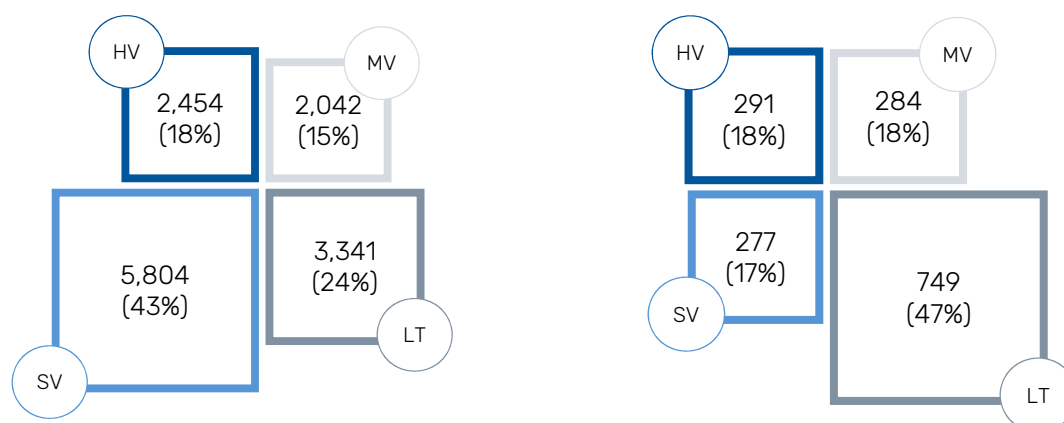 HV
2,454
(18%)
MV
2,042
(15%)
5,804
(43%)
SV
3,341
(24%)
LT
HV
291
(18%)
MV
284
(18%)
277
(17%)
SV
749
(47%)
LT